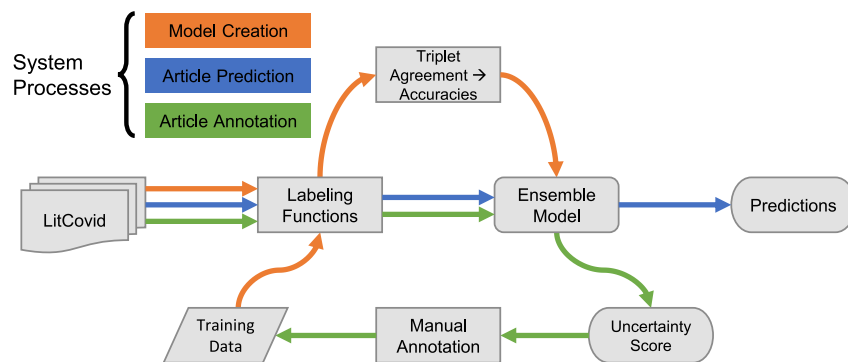 System
Processes
Model Creation
Article Prediction
Article Annotation
Triplet
Agreement →
Accuracies
LitCovid
Labeling
Functions
Ensemble
Model
Predictions
Training
Data
Manual
Annotation
Uncertainty
Score